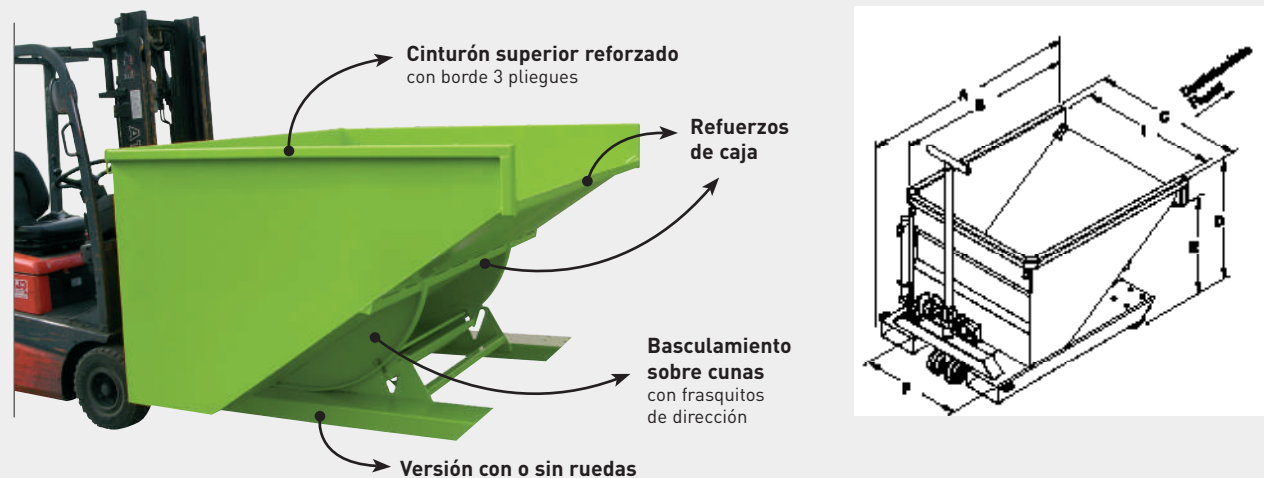 Cinturón superior reforzado
con borde 3 pliegues
Refuerzos
de caja
Basculamiento
sobre cunas
con frasquitos
de dirección
Versión con o sin ruedas
A
B
C
I
D
E
F